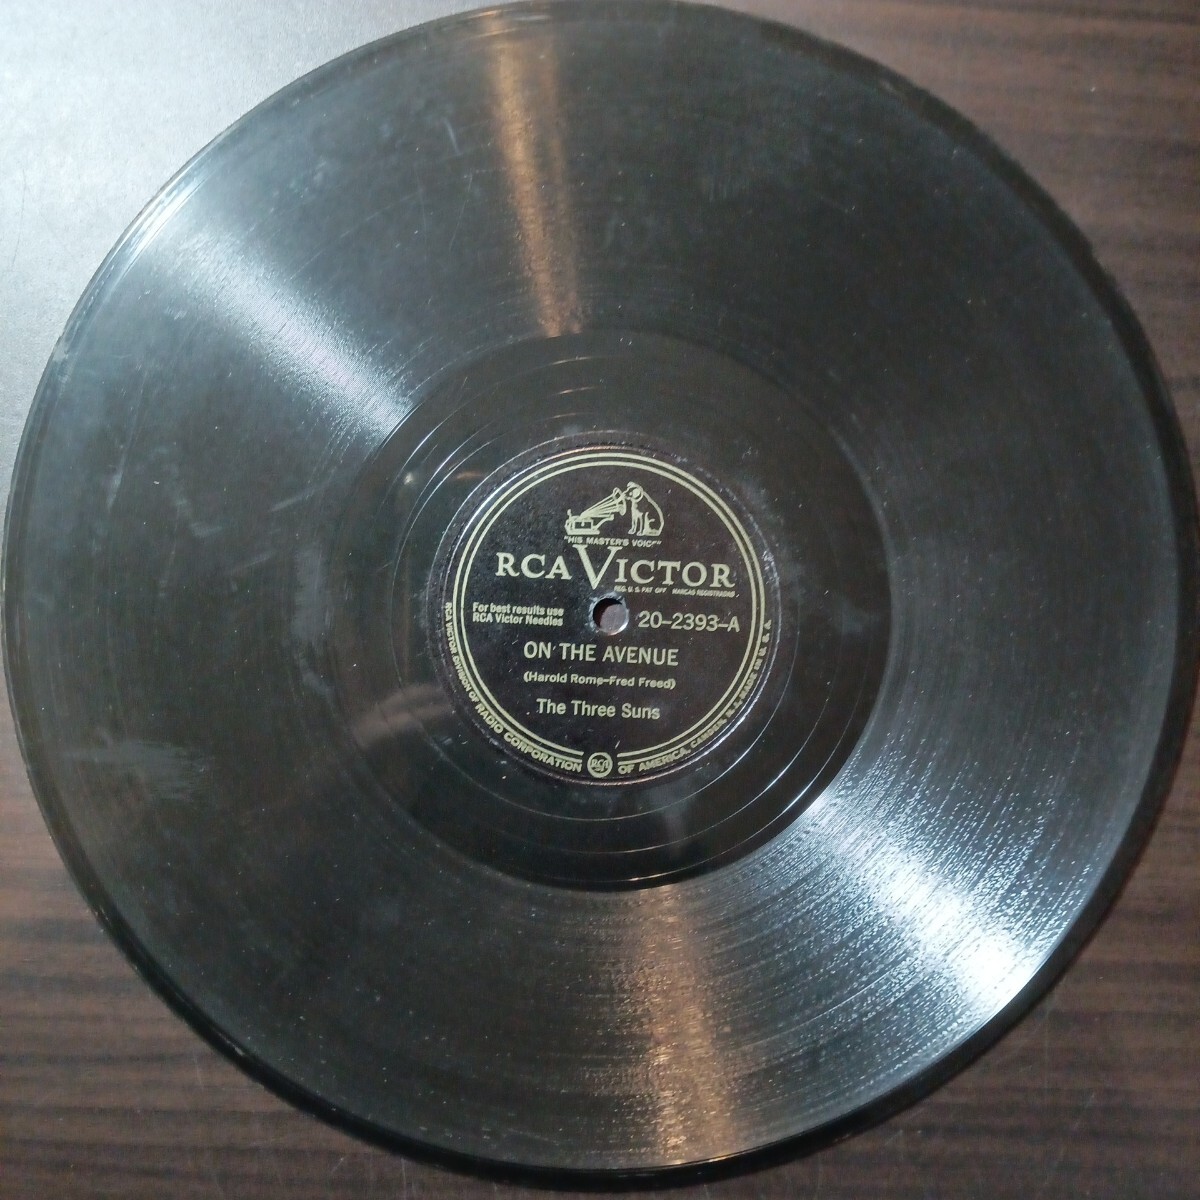 "HIS MASTER'S VOICE"
RCA VICTOR
REG. U. S. PAT. OFF. MARCAS REGISTRADAS
For best results use
RCA Victor Needles
20-2393-A
ON THE AVENUE
(Harold Rome-Fred Freed)
The Three Suns
RCA VICTOR DIVISION OF RADIO CORPORATION RCA OF AMERICA, CAMDEN, N. J. MADE IN U. S. A.